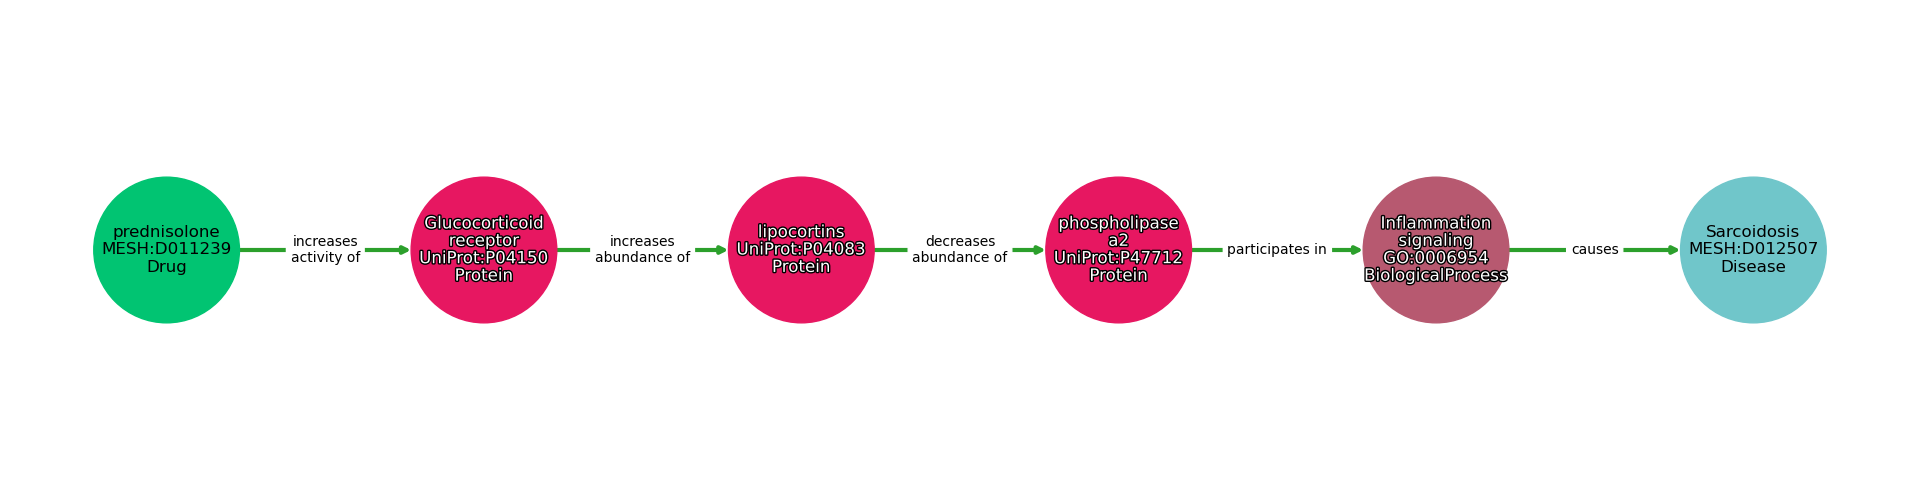 prednisolone
MESH:D011239
Drug
increases
activity of
Glucocorticoid
receptor
UniProt:P04150
Protein
increases
abundance of
lipocortins
UniProt:P04083
Protein
decreases
abundance of
phospholipase
a2
UniProt:P47712
Protein
participates in
Inflammation
signaling
GO:0006954
BiologicalProcess
causes
Sarcoidosis
MESH:D012507
Disease